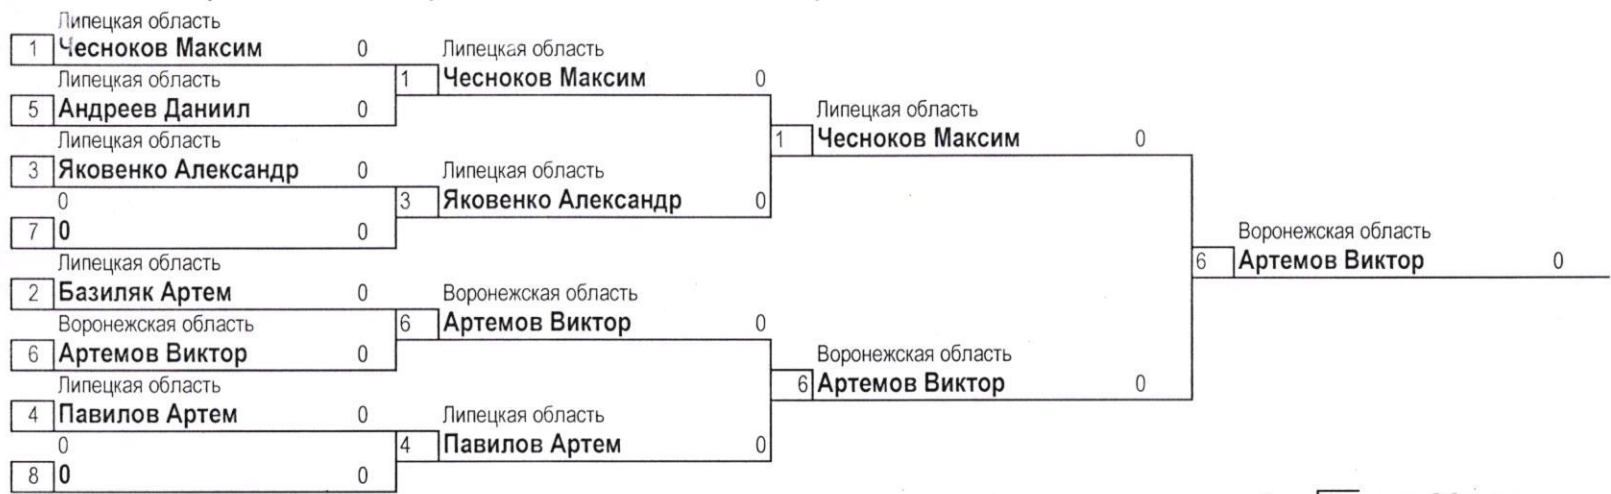 Липецкая область
1 Чесноков Максим 0
Липецкая область
5 Андреев Даниил 0
Липецкая область
3 Яковенко Александр 0
0
7 0 0
Липецкая область
2 Базиляк Артем 0
Воронежская область
6 Артемов Виктор 0
Липецкая область
4 Павилов Артем 0
0
8 0 0
Липецкая область
1 Чесноков Максим 0
Липецкая область
3 Яковенко Александр 0
Воронежская область
6 Артемов Виктор 0
Липецкая область
4 Павилов Артем 0
Липецкая область
1 Чесноков Максим 0
Воронежская область
6 Артемов Виктор 0
Воронежская область
6 Артемов Виктор 0